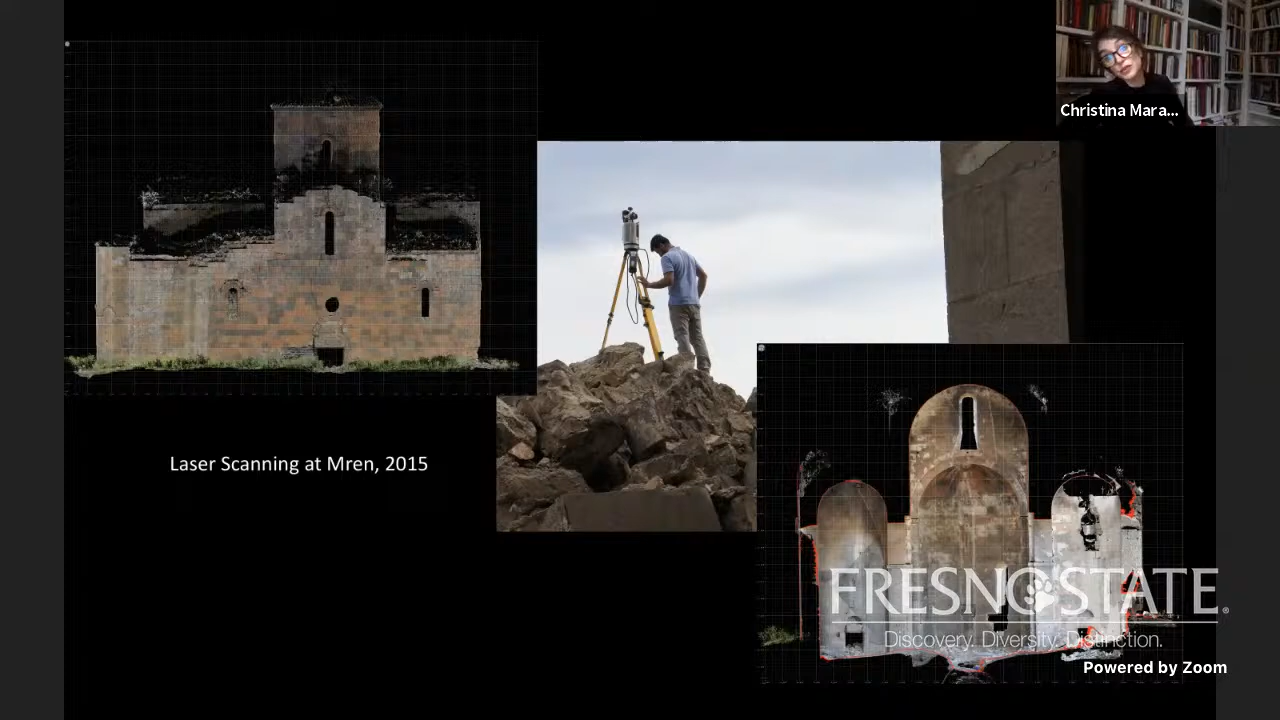 Christina Mara...
Laser Scanning at Mren, 2015
FRESNO STATE®
Discovery. Diversity. Distinction.
Powered by Zoom